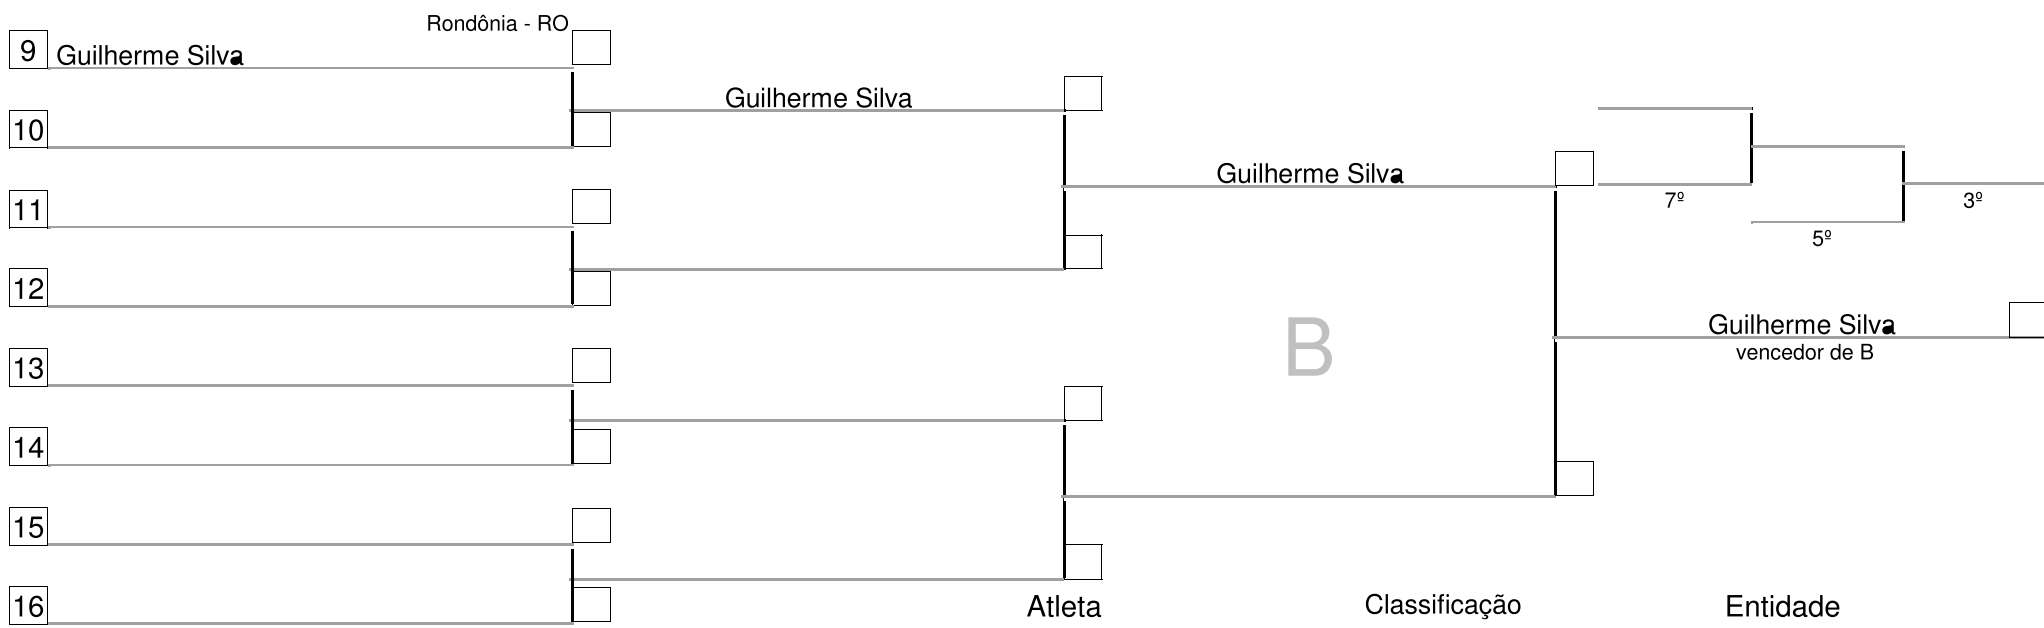 Rondônia - RO
9 Guilherme Silva
Guilherme Silva
10
Guilherme Silva
11
7º
3º
5º
12
Guilherme Silva
B
vencedor de B
13
14
15
16
Atleta
Classificação
Entidade